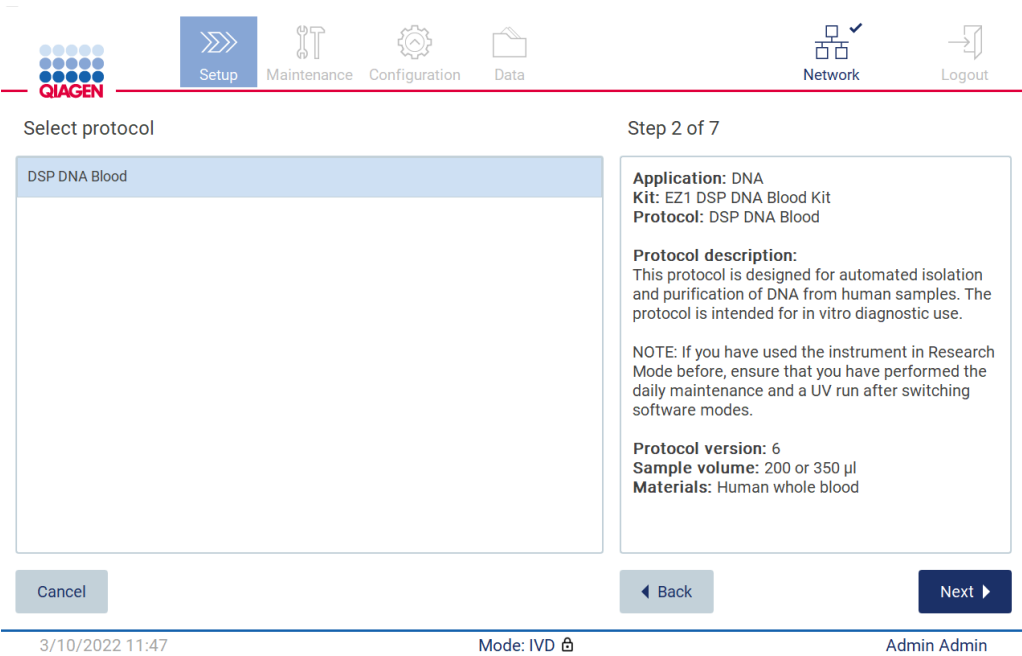 QIAGEN
Setup
Maintenance
Configuration
Data
Network
Logout
Select protocol
Step 2 of 7
DSP DNA Blood
Application: DNA
Kit: EZ1 DSP DNA Blood Kit
Protocol: DSP DNA Blood
Protocol description:
This protocol is designed for automated isolation
and purification of DNA from human samples. The
protocol is intended for in vitro diagnostic use.
NOTE: If you have used the instrument in Research
Mode before, ensure that you have performed the
daily maintenance and a UV run after switching
software modes.
Protocol version: 6
Sample volume: 200 or 350 µl
Materials: Human whole blood
Cancel
Back
Next
3/10/2022 11:47
Mode: IVD
Admin Admin